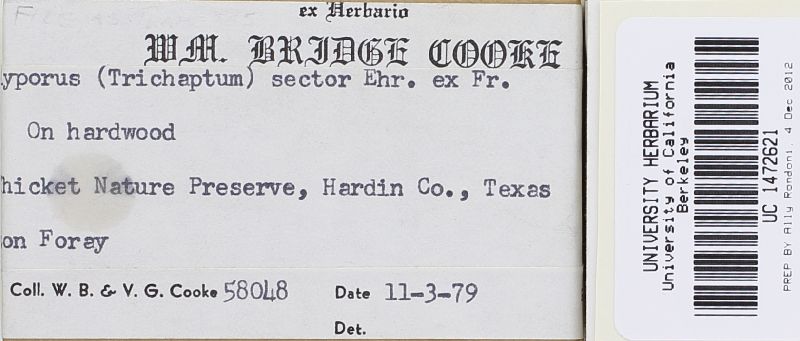 ex Herbario
WM. BRIDGE COOKE
yporus (Trichaptum) sector Ehr. ex Fr.
On hardwood
hicket Nature Preserve, Hardin Co., Texas
on Foray
Coll. W. B. & V. G. Cooke 58048 Date 11-3-79
Det.
UNIVERSITY HERBARIUM
University of California
Berkeley
UC 1472621
PREP BY Ally Rondoni, 4 Dec 2012